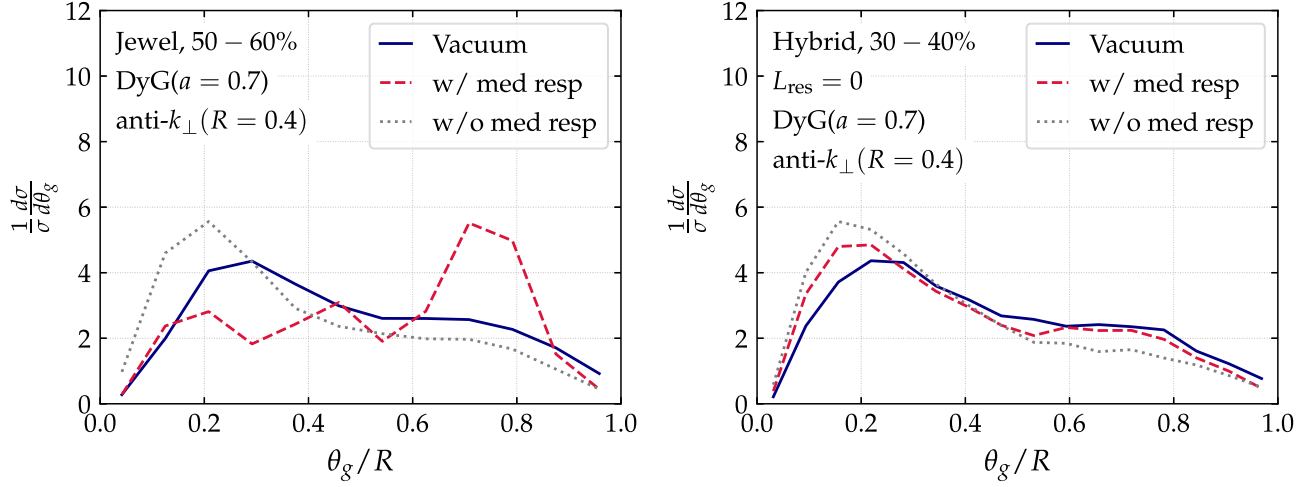 Jewel, 50 − 60%
DyG(a = 0.7)
anti-k⊥(R = 0.4)
Vacuum
w/ med resp
w/o med resp
12
10
8
6
4
2
0
1/σ dσ/dθg
0.0 0.2 0.4 0.6 0.8 1.0
θg/R
Hybrid, 30 − 40%
Lres = 0
DyG(a = 0.7)
anti-k⊥(R = 0.4)
Vacuum
w/ med resp
w/o med resp
12
10
8
6
4
2
0
1/σ dσ/dθg
0.0 0.2 0.4 0.6 0.8 1.0
θg/R